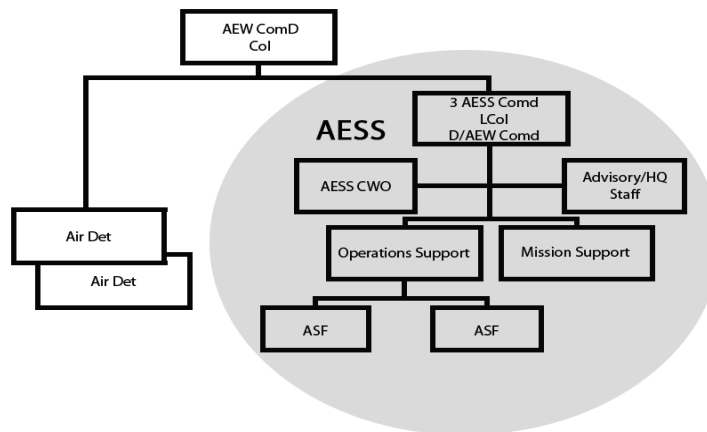 AEW ComD
Col
AESS
3 AESS Comd
LCol
D/AEW Comd
AESS CWO
Advisory/HQ
Staff
Air Det
Operations Support
Mission Support
Air Det
ASF
ASF